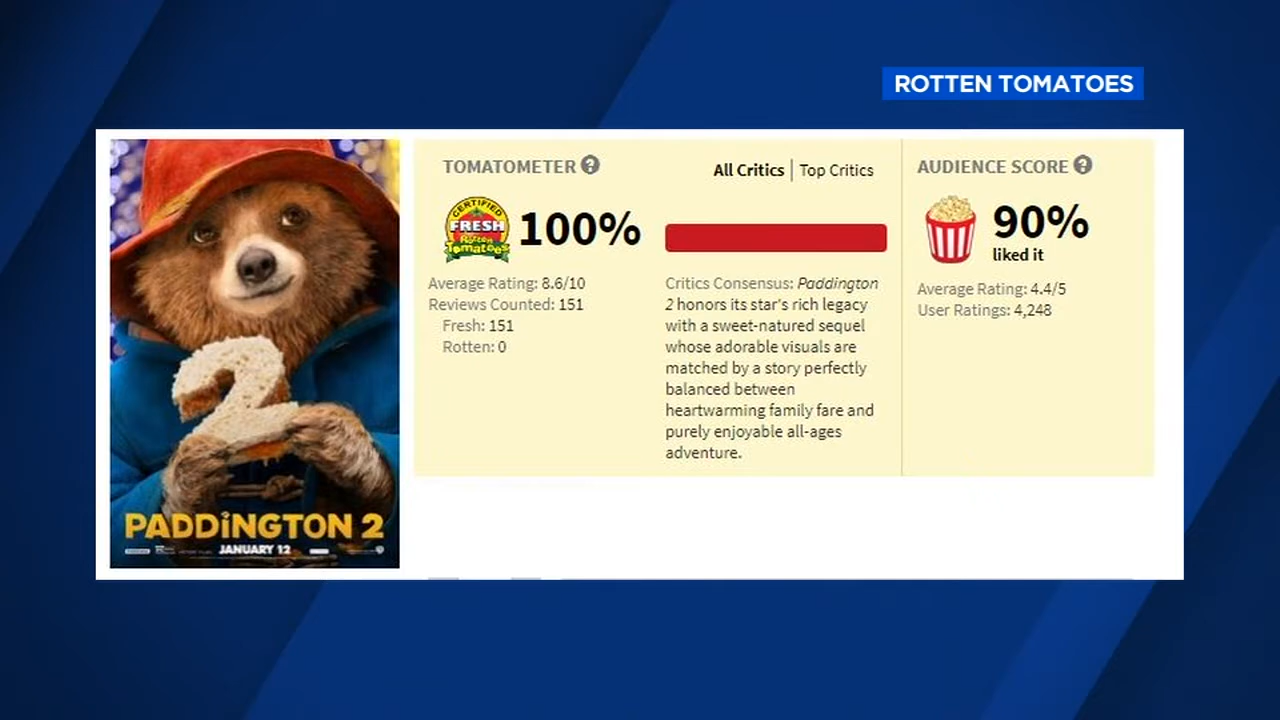 ROTTEN TOMATOES
TOMATOMETER ?
All Critics | Top Critics
CERTIFIED
FRESH
Rotten
Tomatoes
100%
Average Rating: 8.6/10
Reviews Counted: 151
Fresh: 151
Rotten: 0
Critics Consensus: Paddington
2 honors its star's rich legacy
with a sweet-natured sequel
whose adorable visuals are
matched by a story perfectly
balanced between
heartwarming family fare and
purely enjoyable all-ages
adventure.
AUDIENCE SCORE ?
90%
liked it
Average Rating: 4.4/5
User Ratings: 4,248
2
PADDiNGTON 2
JANUARY 12